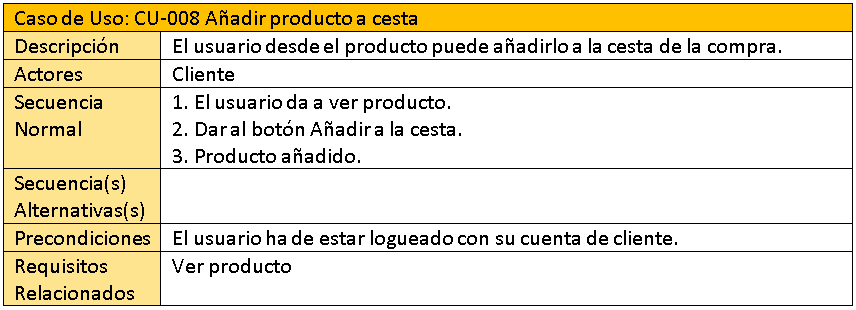 Caso de Uso: CU-008 Añadir producto a cesta
Descripción El usuario desde el producto puede añadirlo a la cesta de la compra.
Actores Cliente
Secuencia 1. El usuario da a ver producto.
Normal 2. Dar al botón Añadir a la cesta.
3. Producto añadido.
Secuencia(s)
Alternativas(s)
Precondiciones El usuario ha de estar logueado con su cuenta de cliente.
Requisitos Ver producto
Relacionados